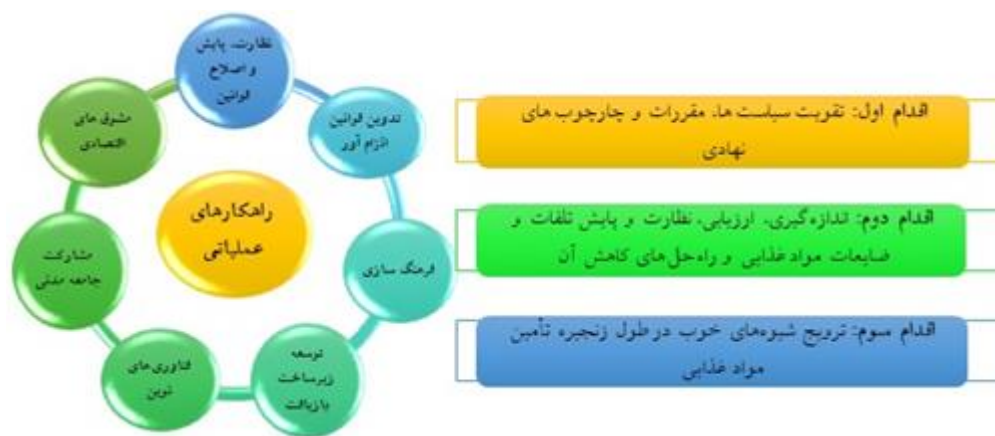 نظارت، پایش
و اصلاح
قوانین
تدوین قوانین
الزام آور
فرهنگ سازی
توسعه
زیرساخت
بازیافت
فناوری‌های
نوین
مشارکت
جامعه مدنی
مشوق های
اقتصادی
راهکارهای
عملیاتی
اقدام اول: تقویت سیاست ها، مقررات و چارچوب های
نهادی
اقدام دوم: اندازه‌گیری، ارزیابی، نظارت و پایش تلفات و
ضایعات مواد غذایی و راه‌حل‌های کاهش آن
اقدام سوم: ترویج شیوه‌های خوب در طول زنجیره تأمین
مواد غذایی